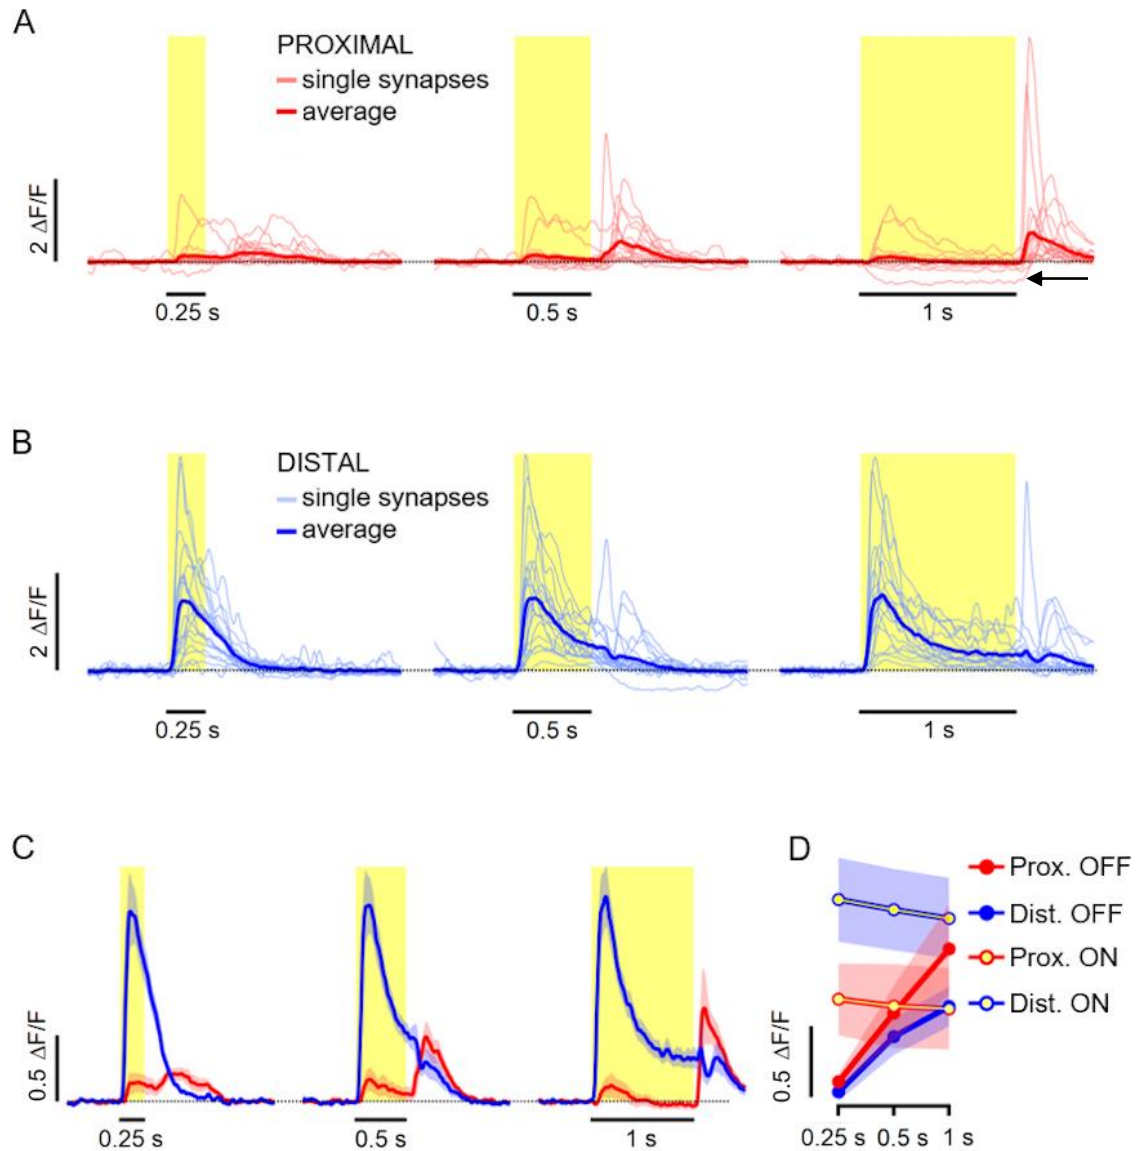 A
PROXIMAL
single synapses
average
2 ΔF/F
0.25 s
0.5 s
1 s
B
DISTAL
single synapses
average
2 ΔF/F
0.25 s
0.5 s
1 s
C
0.5 ΔF/F
0.25 s
0.5 s
1 s
D
Prox. OFF
Dist. OFF
Prox. ON
Dist. ON
0.5 ΔF/F
0.25 s 0.5 s 1 s